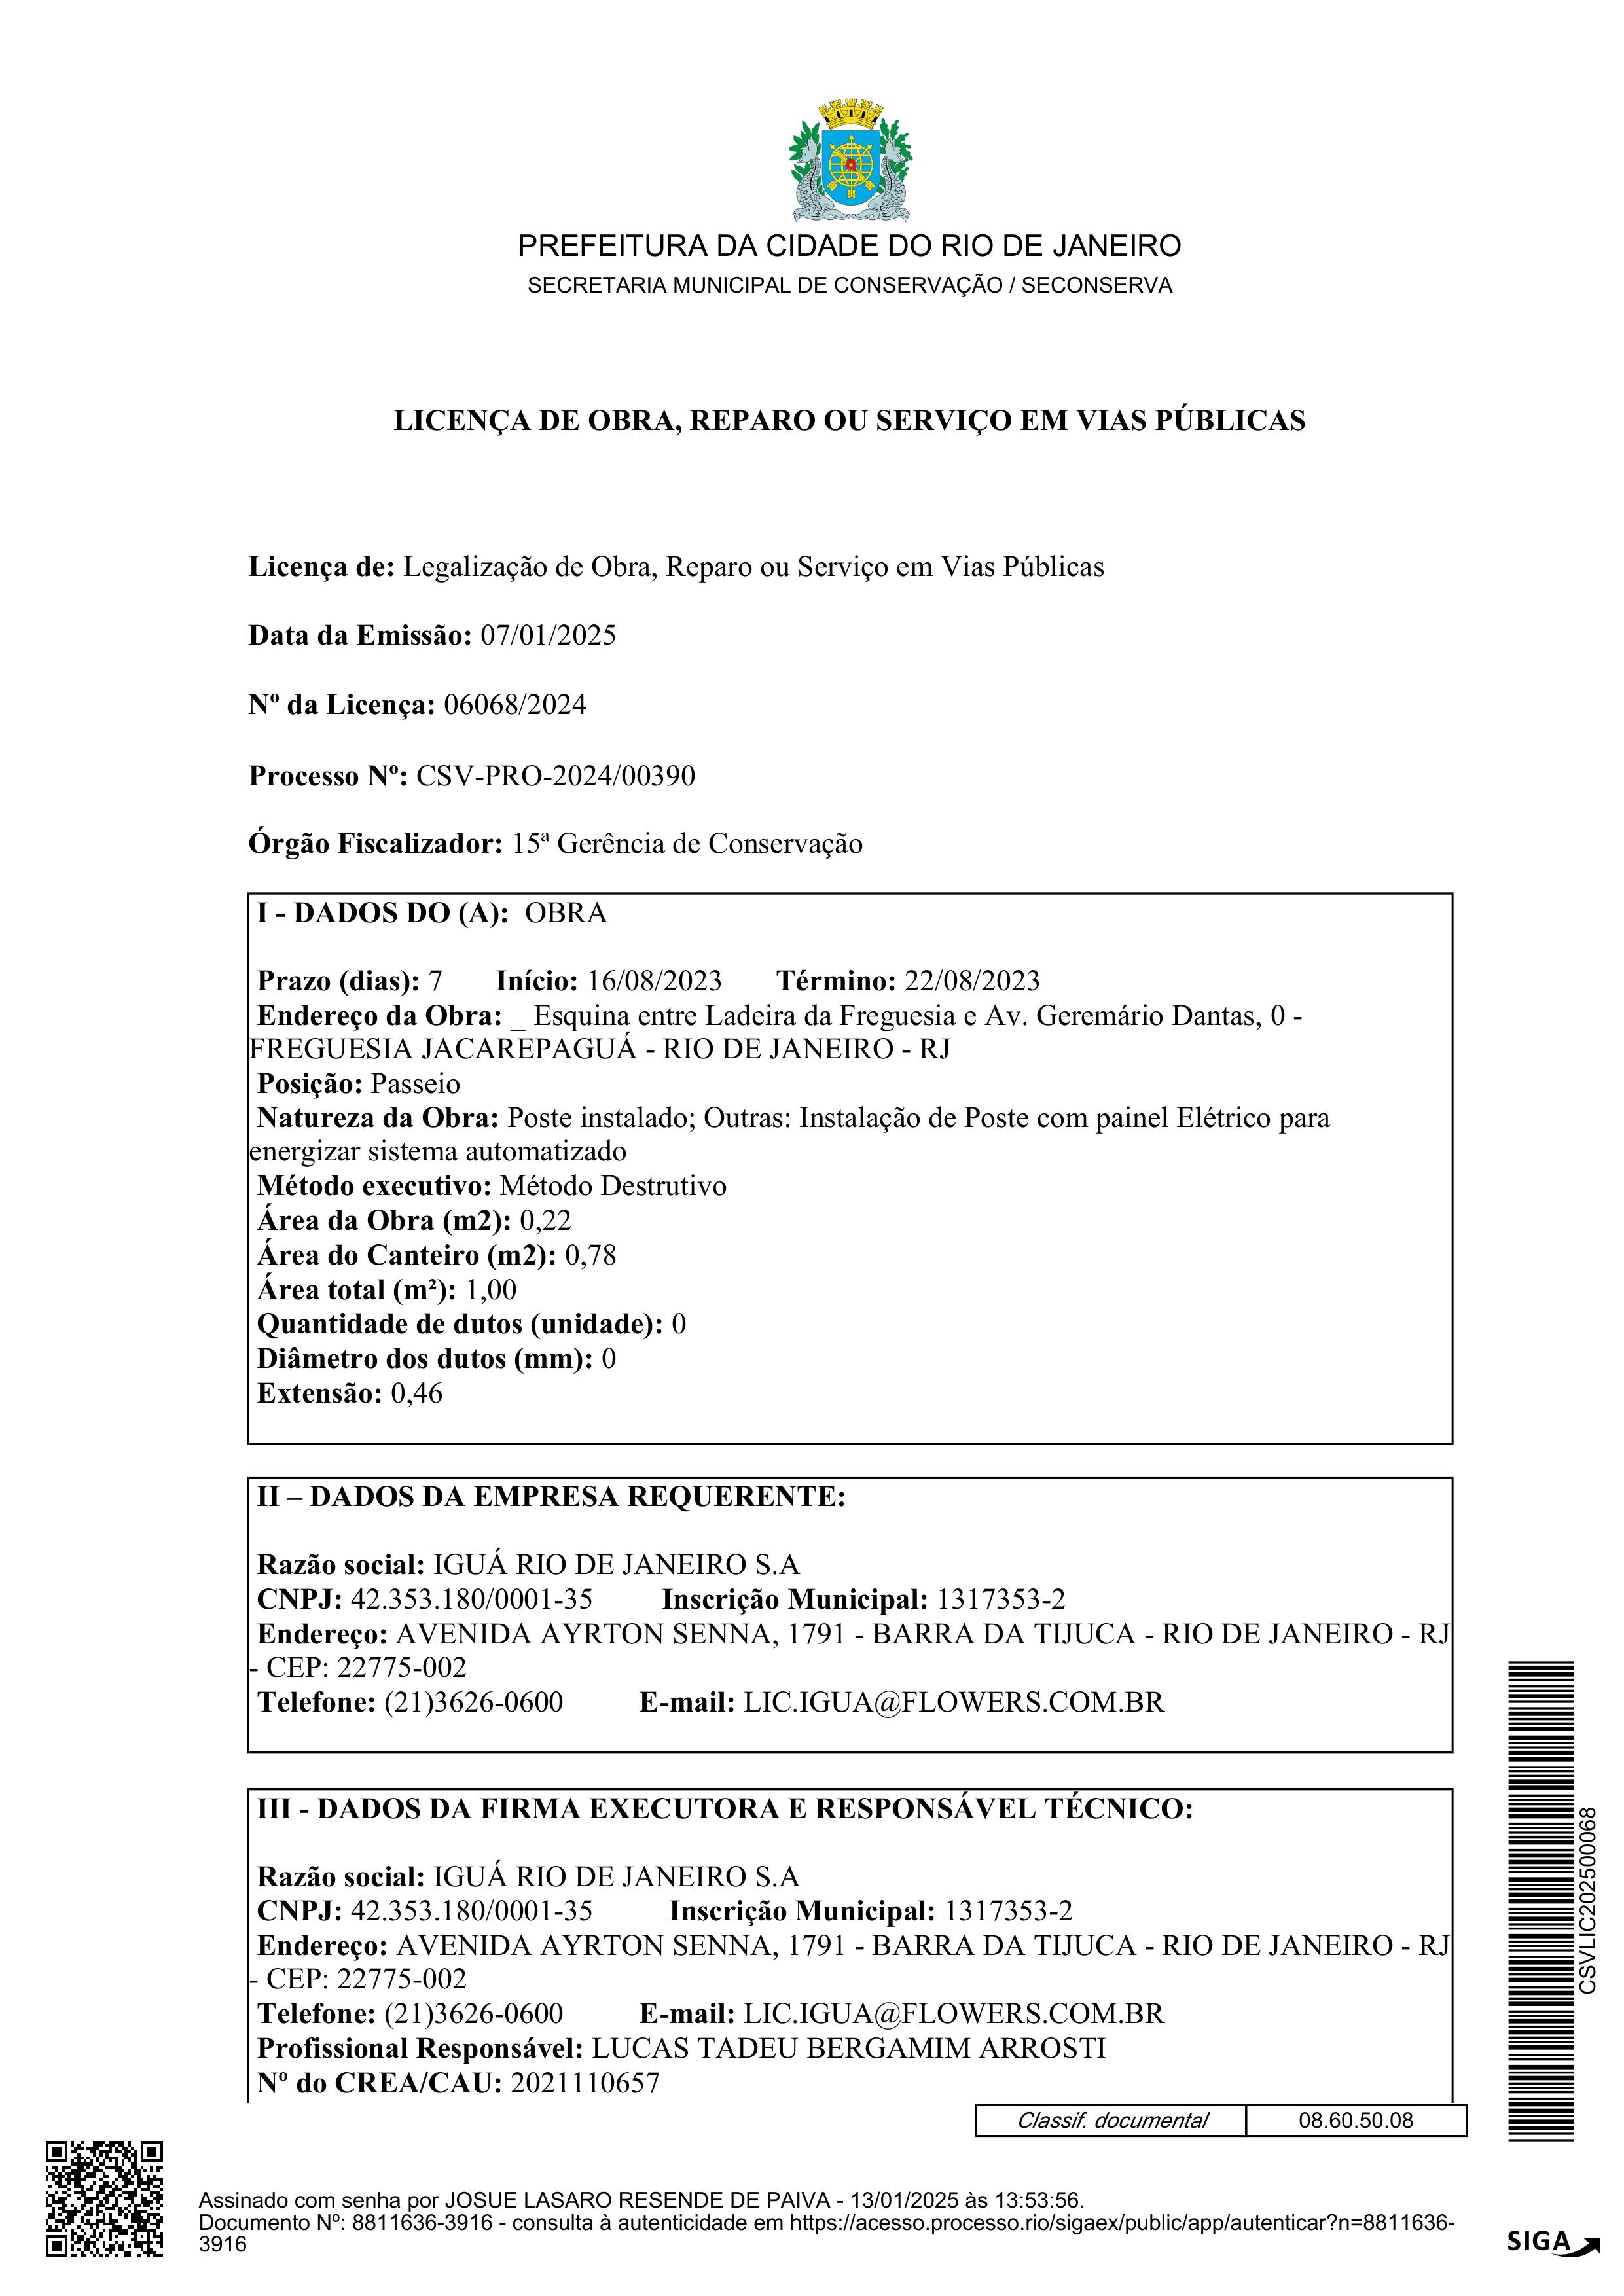 PREFEITURA DA CIDADE DO RIO DE JANEIRO
SECRETARIA MUNICIPAL DE CONSERVAÇÃO / SECONSERVA
LICENÇA DE OBRA, REPARO OU SERVIÇO EM VIAS PÚBLICAS
Licença de: Legalização de Obra, Reparo ou Serviço em Vias Públicas
Data da Emissão: 07/01/2025
Nº da Licença: 06068/2024
Processo Nº: CSV-PRO-2024/00390
Órgão Fiscalizador: 15ª Gerência de Conservação
I - DADOS DO (A): OBRA
Prazo (dias): 7 Início: 16/08/2023 Término: 22/08/2023
Endereço da Obra: _ Esquina entre Ladeira da Freguesia e Av. Geremário Dantas, 0 -
FREGUESIA JACAREPAGUÁ - RIO DE JANEIRO - RJ
Posição: Passeio
Natureza da Obra: Poste instalado; Outras: Instalação de Poste com painel Elétrico para
energizar sistema automatizado
Método executivo: Método Destrutivo
Área da Obra (m2): 0,22
Área do Canteiro (m2): 0,78
Área total (m²): 1,00
Quantidade de dutos (unidade): 0
Diâmetro dos dutos (mm): 0
Extensão: 0,46
II – DADOS DA EMPRESA REQUERENTE:
Razão social: IGUÁ RIO DE JANEIRO S.A
CNPJ: 42.353.180/0001-35 Inscrição Municipal: 1317353-2
Endereço: AVENIDA AYRTON SENNA, 1791 - BARRA DA TIJUCA - RIO DE JANEIRO - RJ
- CEP: 22775-002
Telefone: (21)3626-0600 E-mail: LIC.IGUA@FLOWERS.COM.BR
III - DADOS DA FIRMA EXECUTORA E RESPONSÁVEL TÉCNICO:
Razão social: IGUÁ RIO DE JANEIRO S.A
CNPJ: 42.353.180/0001-35 Inscrição Municipal: 1317353-2
Endereço: AVENIDA AYRTON SENNA, 1791 - BARRA DA TIJUCA - RIO DE JANEIRO - RJ
- CEP: 22775-002
Telefone: (21)3626-0600 E-mail: LIC.IGUA@FLOWERS.COM.BR
Profissional Responsável: LUCAS TADEU BERGAMIM ARROSTI
Nº do CREA/CAU: 2021110657
Classif. documental 08.60.50.08
CSVLIC202500068
Assinado com senha por JOSUE LASARO RESENDE DE PAIVA - 13/01/2025 às 13:53:56.
Documento Nº: 8811636-3916 - consulta à autenticidade em https://acesso.processo.rio/sigaex/public/app/autenticar?n=8811636-
3916
SIGA